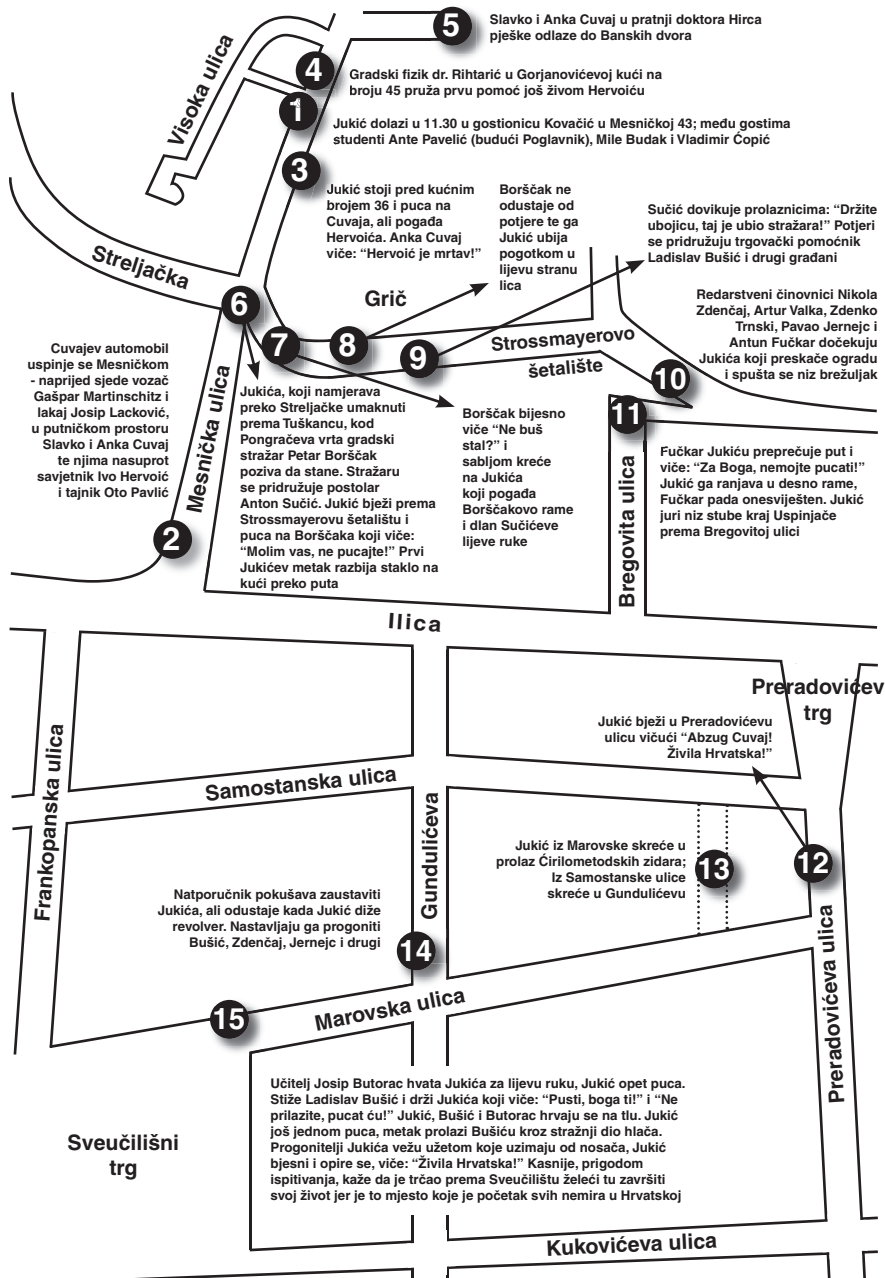 5
Slavko i Anka Cuvaj u pratnji doktora Hirca
pješke odlaze do Banskih dvora
Visoka ulica
4
Gradski fizik dr. Rihtarić u Gorjanovićevoj kući na
broju 45 pruža prvu pomoć još živom Hervoiću
1
Jukić dolazi u 11.30 u gostionicu Kovačić u Mesničkoj 43; među gostima
studenti Ante Pavelić (budući Poglavnik), Mile Budak i Vladimir Ćopić
3
Jukić stoji pred kućnim
brojem 36 i puca na
Cuvaja, ali pogađa
Hervoića. Anka Cuvaj
viče: “Hervoić je mrtav!”
Borščak ne
odustaje od
potjere te ga
Jukić ubija
pogotkom u
lijevu stranu
lica
Sučić dovikuje prolaznicima: “Držite
ubojicu, taj je ubio stražara!” Potjeri
se pridružuju trgovački pomoćnik
Ladislav Bušić i drugi građani
Streljačka
Grič
Redarstveni činovnici Nikola
Zdenčaj, Artur Valka, Zdenko
Trnski, Pavao Jernejc i
Antun Fučkar dočekuju
Jukića koji preskače ogradu
i spušta se niz brežuljak
6
7
8
9
Strossmayerovo
šetalište
10
11
Cuvajev automobil
uspinje se Mesničkom
- naprijed sjede vozač
Gašpar Martinschitz i
lakaj Josip Lacković,
u putničkom prostoru
Slavko i Anka Cuvaj
te njima nasuprot
savjetnik Ivo Hervoić
i tajnik Oto Pavlić
Mesnička ulica
2
Jukića, koji namjerava
preko Streljačke umaknuti
prema Tuškancu, kod
Pongračeva vrta gradski
stražar Petar Borščak
poziva da stane. Stražaru
se pridružuje postolar
Anton Sučić. Jukić bježi prema
Strossmayerovu šetalištu i
puca na Borščaka koji viče:
“Molim vas, ne pucajte!” Prvi
Jukićev metak razbija staklo na
kući preko puta
Borščak bijesno
viče “Ne buš
stal?” i
sabljom kreće
na Jukića
koji pogađa
Borščakovo rame
i dlan Sučićeve
lijeve ruke
Bregovita ulica
Fučkar Jukiću preprečuje put i
viče: “Za Boga, nemojte pucati!”
Jukić ga ranjava u desno rame,
Fučkar pada onesviješten. Jukić
juri niz stube kraj Uspinjače
prema Bregovitoj ulici
Ilica
Preradovićev
trg
Jukić bježi u Preradovićevu
ulicu vičući “Abzug Cuvaj!
Živila Hrvatska!”
Frankopanska ulica
Samostanska ulica
Gundulićeva
Jukić iz Marovske skreće u
prolaz Ćirilometodskih zidara;
Iz Samostanske ulice
skreće u Gundulićevu
13
12
Preradovićeva ulica
Natporučnik pokušava zaustaviti
Jukića, ali odustaje kada Jukić diže
revolver. Nastavljaju ga progoniti
Bušić, Zdenčaj, Jernejc i drugi
14
15
Marovska ulica
Učitelj Josip Butorac hvata Jukića za lijevu ruku, Jukić opet puca.
Stiže Ladislav Bušić i drži Jukića koji viče: “Pusti, boga ti!” i “Ne
prilazite, pucat ću!” Jukić, Bušić i Butorac hrvaju se na tlu. Jukić
još jednom puca, metak prolazi Bušiću kroz stražnji dio hlača.
Progonitelji Jukića vežu užetom koje uzimaju od nosača, Jukić
bjesni i opire se, viče: “Živila Hrvatska!” Kasnije, prigodom
ispitivanja, kaže da je trčao prema Sveučilištu želeći tu završiti
svoj život jer je to mjesto koje je početak svih nemira u Hrvatskoj
Sveučilišni
trg
Kukovićeva ulica